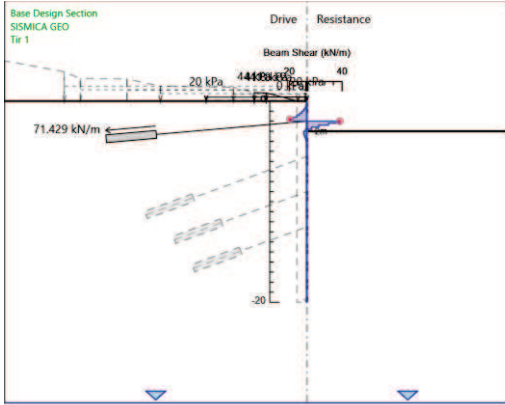 Base Design Section
SISMICA GEO
Tir 1
Drive Resistance
Beam Shear (kN/m)
20 40
20 kPa
71.429 kN/m
-2m
-20